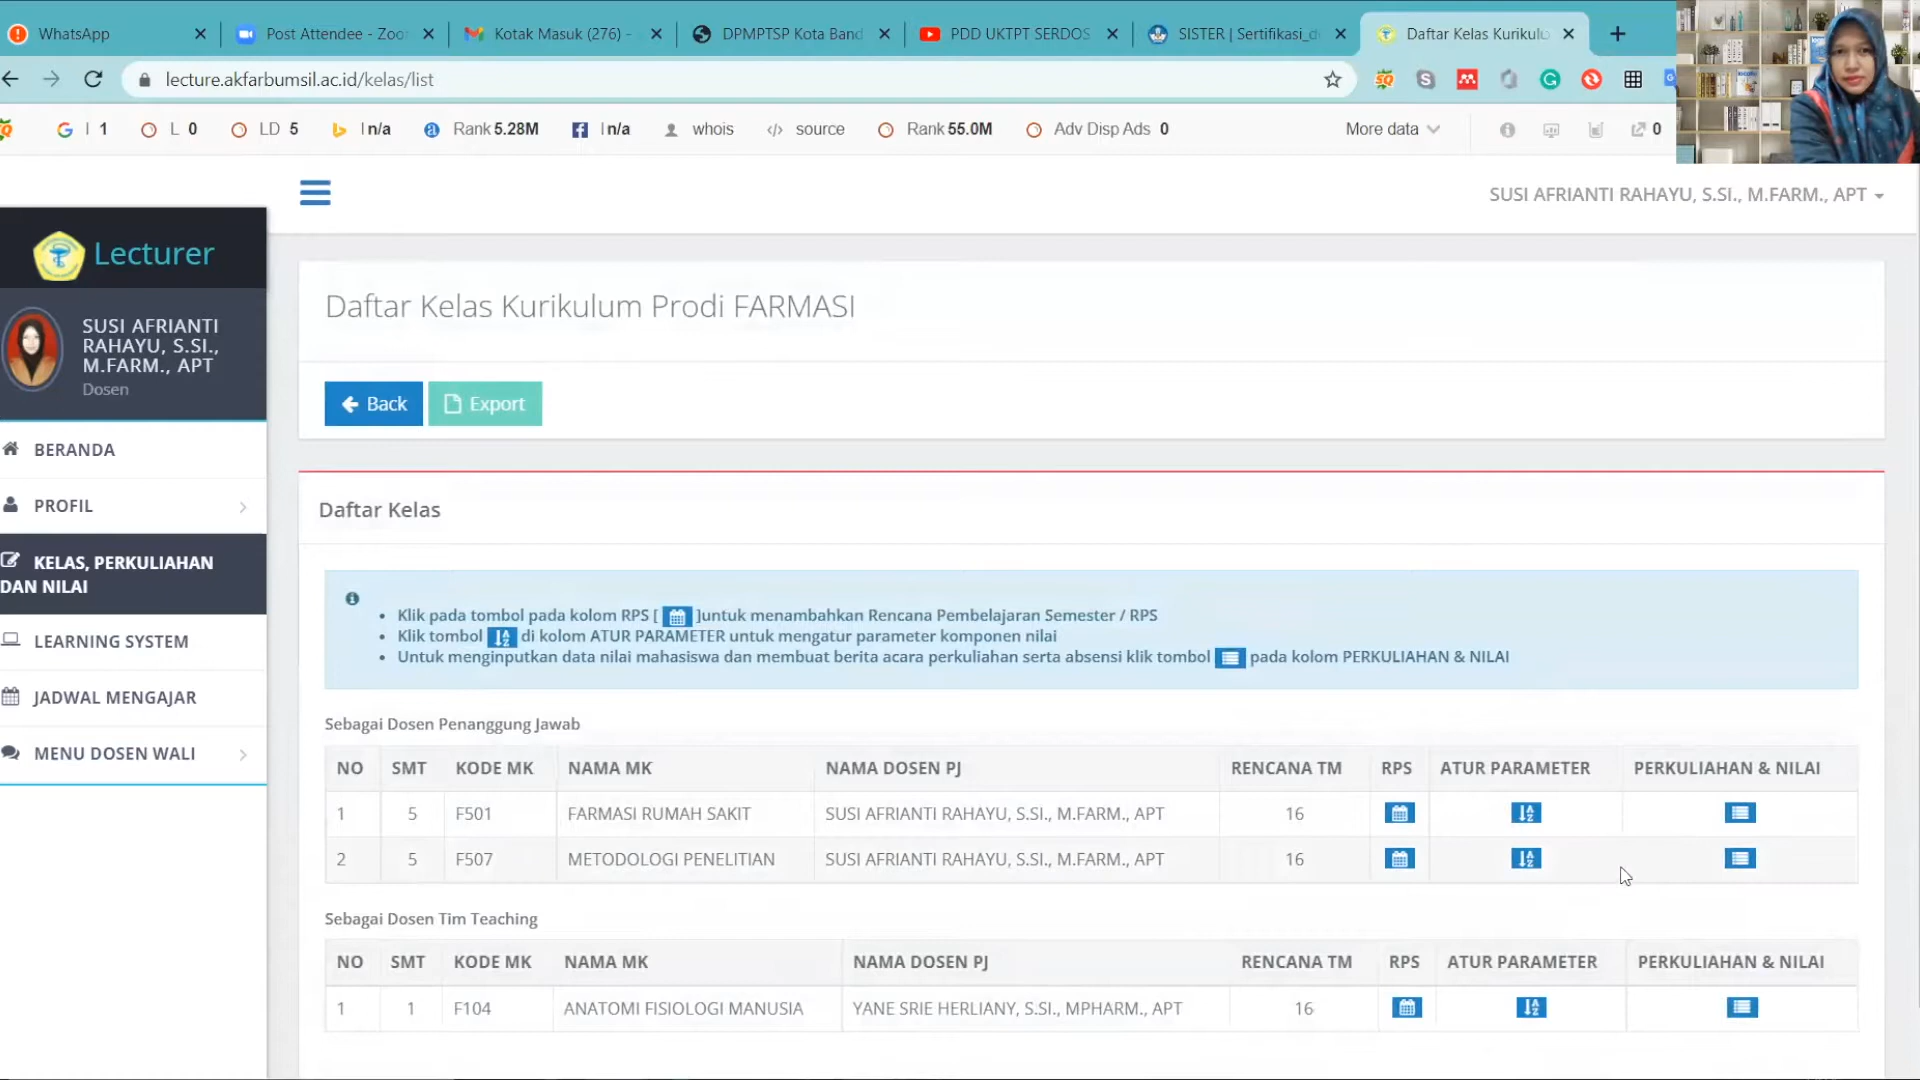 WhatsApp
Post Attendee - Zoo
Kotak Masuk (276) -
DPMPTSP Kota Band
PDD UKTPT SERDOS
SISTER | Sertifikasi_d
Daftar Kelas Kurikulu
lecture.akfarbumsil.ac.id/kelas/list
I 1
L 0
LD 5
I n/a
Rank 5.28M
I n/a
whois
source
Rank 55.0M
Adv Disp Ads 0
More data
0
SUSI AFRIANTI RAHAYU, S.SI., M.FARM., APT
Lecturer
SUSI AFRIANTI
RAHAYU, S.SI.,
M.FARM., APT
Dosen
BERANDA
PROFIL
KELAS, PERKULIAHAN
DAN NILAI
LEARNING SYSTEM
JADWAL MENGAJAR
MENU DOSEN WALI
Daftar Kelas Kurikulum Prodi FARMASI
Back
Export
Daftar Kelas
Klik pada tombol pada kolom RPS [ ]untuk menambahkan Rencana Pembelajaran Semester / RPS
Klik tombol di kolom ATUR PARAMETER untuk mengatur parameter komponen nilai
Untuk menginputkan data nilai mahasiswa dan membuat berita acara perkuliahan serta absensi klik tombol pada kolom PERKULIAHAN & NILAI
Sebagai Dosen Penanggung Jawab
NO SMT KODE MK NAMA MK NAMA DOSEN PJ RENCANA TM RPS ATUR PARAMETER PERKULIAHAN & NILAI
1 5 F501 FARMASI RUMAH SAKIT SUSI AFRIANTI RAHAYU, S.SI., M.FARM., APT 16
2 5 F507 METODOLOGI PENELITIAN SUSI AFRIANTI RAHAYU, S.SI., M.FARM., APT 16
Sebagai Dosen Tim Teaching
NO SMT KODE MK NAMA MK NAMA DOSEN PJ RENCANA TM RPS ATUR PARAMETER PERKULIAHAN & NILAI
1 1 F104 ANATOMI FISIOLOGI MANUSIA YANE SRIE HERLIANY, S.SI., MPHARM., APT 16